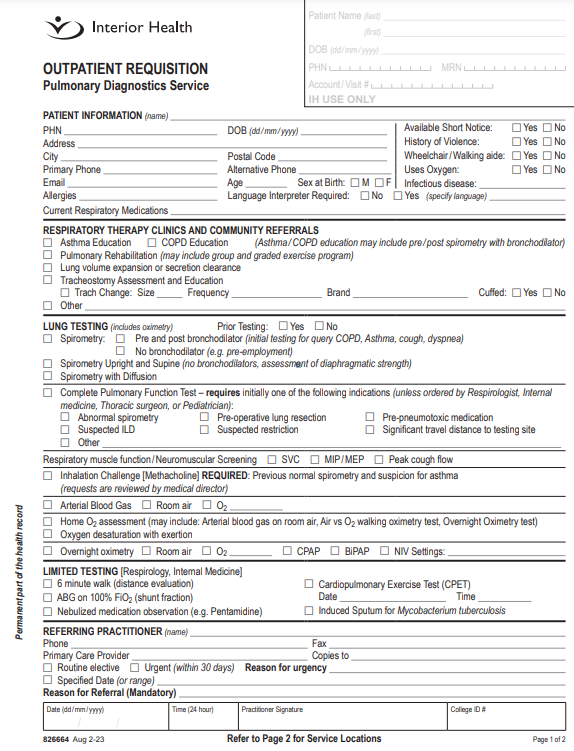 Interior Health
Patient Name (last)
(first)
DOB (dd/mm/yyyy)
PHN MRN
Account/Visit #
IH USE ONLY
OUTPATIENT REQUISITION
Pulmonary Diagnostics Service
PATIENT INFORMATION (name)
PHN DOB (dd/mm/yyyy) Available Short Notice: Yes No
Address History of Violence: Yes No
City Postal Code Wheelchair/Walking aide: Yes No
Primary Phone Alternative Phone Uses Oxygen: Yes No
Email Age Sex at Birth: M F Infectious disease:
Allergies Language Interpreter Required: No Yes (specify language)
Current Respiratory Medications
RESPIRATORY THERAPY CLINICS AND COMMUNITY REFERRALS
Asthma Education COPD Education (Asthma/COPD education may include pre/post spirometry with bronchodilator)
Pulmonary Rehabilitation (may include group and graded exercise program)
Lung volume expansion or secretion clearance
Tracheostomy Assessment and Education
Trach Change: Size Frequency Brand Cuffed: Yes No
Other
LUNG TESTING (includes oximetry) Prior Testing: Yes No
Spirometry: Pre and post bronchodilator (initial testing for query COPD, Asthma, cough, dyspnea)
No bronchodilator (e.g. pre-employment)
Spirometry Upright and Supine (no bronchodilators, assessment of diaphragmatic strength)
Spirometry with Diffusion
Complete Pulmonary Function Test – requires initially one of the following indications (unless ordered by Respirologist, Internal
medicine, Thoracic surgeon, or Pediatrician):
Abnormal spirometry Pre-operative lung resection Pre-pneumotoxic medication
Suspected ILD Suspected restriction Significant travel distance to testing site
Other
Respiratory muscle function/Neuromuscular Screening SVC MIP/MEP Peak cough flow
Inhalation Challenge [Methacholine] REQUIRED: Previous normal spirometry and suspicion for asthma
(requests are reviewed by medical director)
Arterial Blood Gas Room air O2
Home O2 assessment (may include: Arterial blood gas on room air, Air vs O2 walking oximetry test, Overnight Oximetry test)
Oxygen desaturation with exertion
Overnight oximetry Room air O2 CPAP BiPAP NIV Settings:
LIMITED TESTING [Respirology, Internal Medicine]
6 minute walk (distance evaluation) Cardiopulmonary Exercise Test (CPET)
ABG on 100% FiO2 (shunt fraction) Date Time
Nebulized medication observation (e.g. Pentamidine) Induced Sputum for Mycobacterium tuberculosis
REFERRING PRACTITIONER (name)
Phone Fax
Primary Care Provider Copies to
Routine elective Urgent (within 30 days) Reason for urgency
Specified Date (or range)
Reason for Referral (Mandatory)
Date (dd/mm/yyyy) Time (24 hour) Practitioner Signature College ID #
/ /
826664 Aug 2-23 Refer to Page 2 for Service Locations Page 1 of 2
Permanent part of the health record